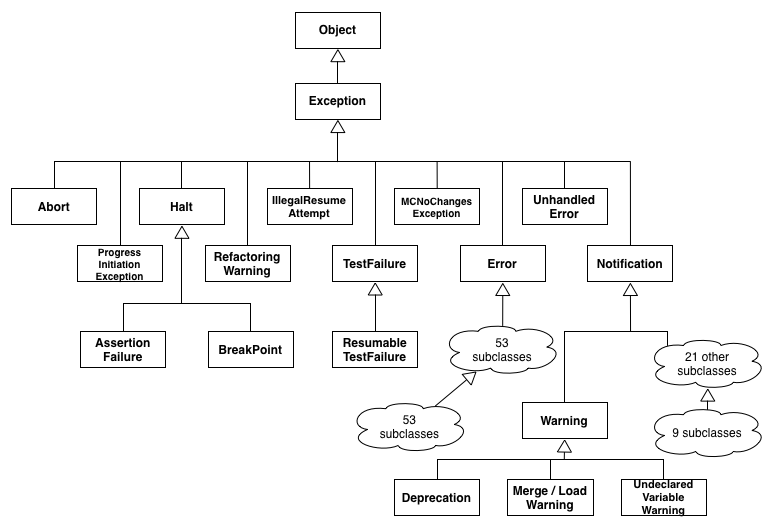 Object
Exception
Abort
Halt
IllegalResume
Attempt
MCNoChanges
Exception
Unhandled
Error
Progress
Initiation
Exception
Refactoring
Warning
TestFailure
Error
Notification
Assertion
Failure
BreakPoint
Resumable
TestFailure
53
subclasses
21 other
subclasses
53
subclasses
Warning
9 subclasses
Deprecation
Merge / Load
Warning
Undeclared
Variable
Warning